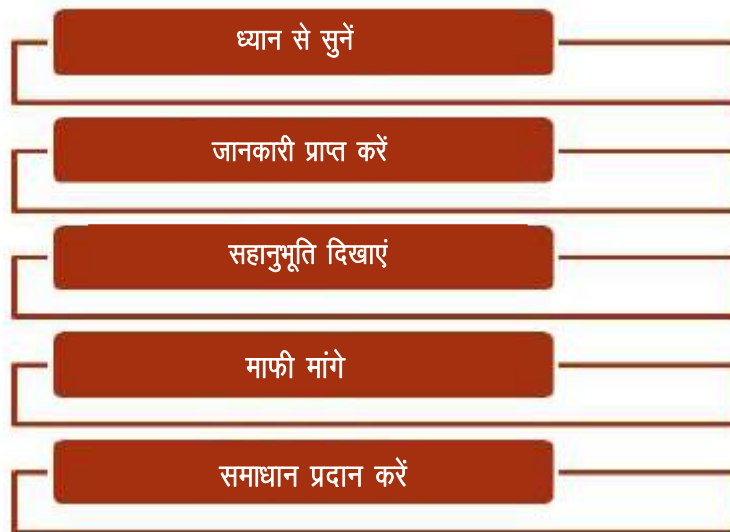 ध्यान से सुनें
जानकारी प्राप्त करें
सहानुभूति दिखाएं
माफी मांगे
समाधान प्रदान करें